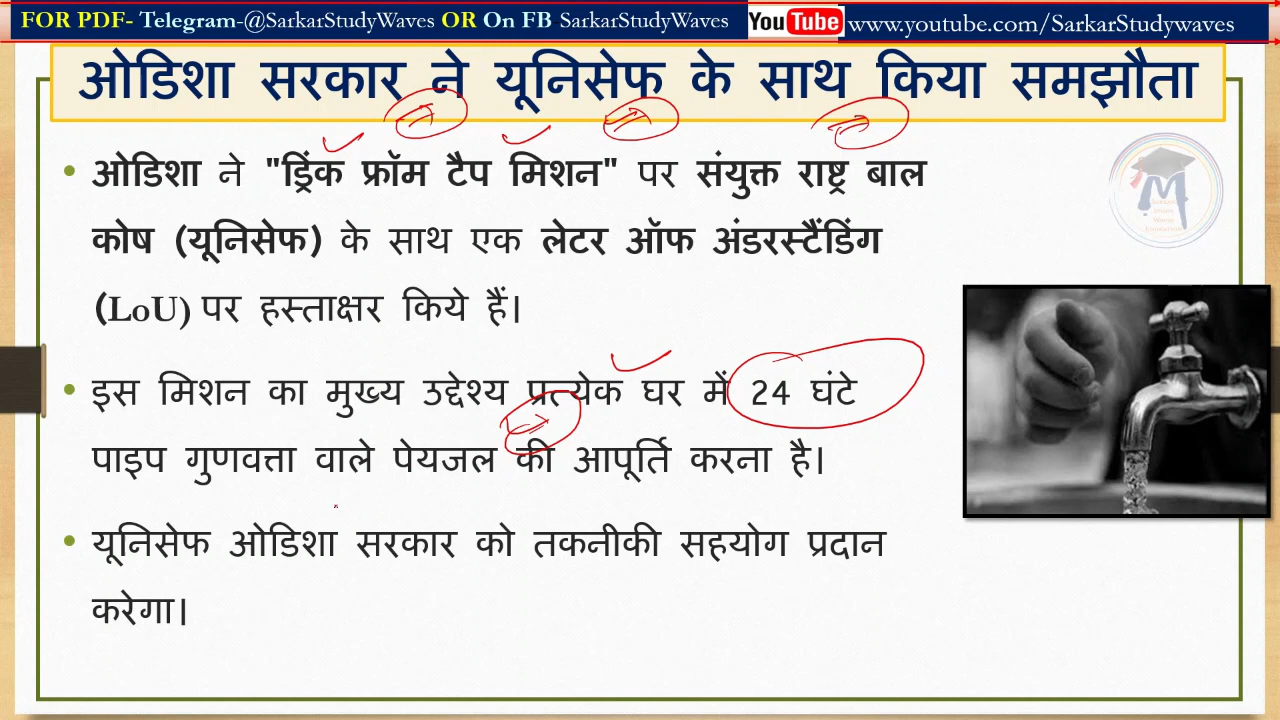 FOR PDF- Telegram-@SarkarStudyWaves OR On FB SarkarStudyWaves YouTube www.youtube.com/SarkarStudywaves
ओडिशा सरकार ने यूनिसेफ के साथ किया समझौता
• ओडिशा ने "ड्रिंक फ्रॉम टैप मिशन" पर संयुक्त राष्ट्र बाल
कोष (यूनिसेफ) के साथ एक लेटर ऑफ अंडरस्टैंडिंग
(LoU) पर हस्ताक्षर किये हैं।
• इस मिशन का मुख्य उद्देश्य प्रत्येक घर में 24 घंटे
पाइप गुणवत्ता वाले पेयजल की आपूर्ति करना है।
• यूनिसेफ ओडिशा सरकार को तकनीकी सहयोग प्रदान
करेगा।